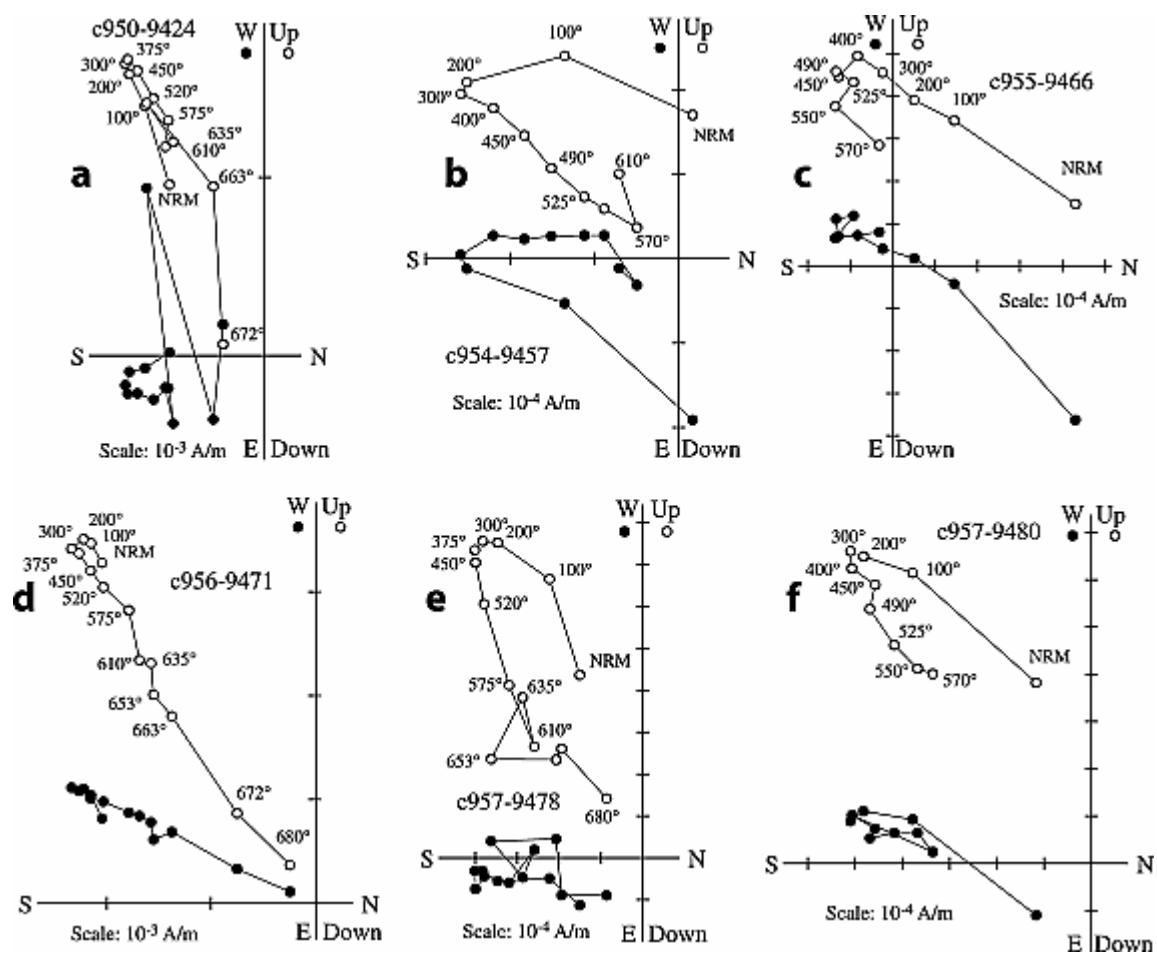 c950-9424
W Up
375°
300° 450°
200° 520°
100° 575°
635°
610°
a
663°
NRM
672°
S N
Scale: 10-3 A/m
E Down
W Up
100°
200°
300°
400°
NRM
450°
b
490° 610°
525°
570°
S N
c954-9457
Scale: 10-4 A/m
E Down
400° W Up
490° 300°
450° 200° c955-9466
525° 100°
550°
c
570°
NRM
S N
Scale: 10-4 A/m
E Down
W Up
200°
300° 100°
NRM
375°
c956-9471
450°
d
520°
575°
610° 635°
653°
663°
672°
680°
S N
Scale: 10-3 A/m
E Down
W Up
300°
375° 200°
450°
100°
e
520°
NRM
575° 635°
610°
653°
c957-9478
680°
S N
Scale: 10-4 A/m
E Down
c957-9480
W Up
300° 200°
400° 100°
450°
f
490°
525°
NRM
550° 570°
S N
Scale: 10-4 A/m
E Down